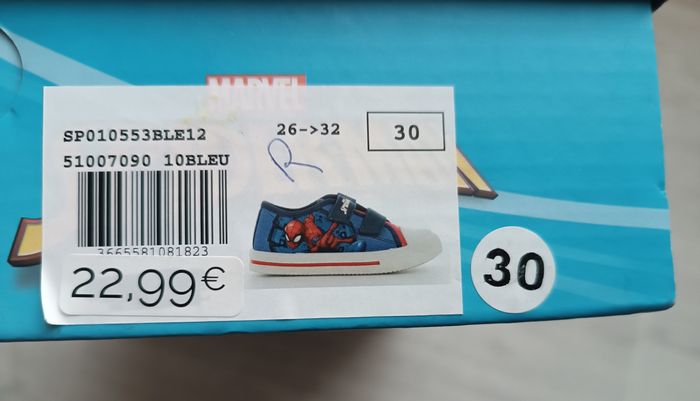 MARVEL
SP010553BLE12
26->32
30
51007090 10BLEU
R
3665581081823
22,99€
30